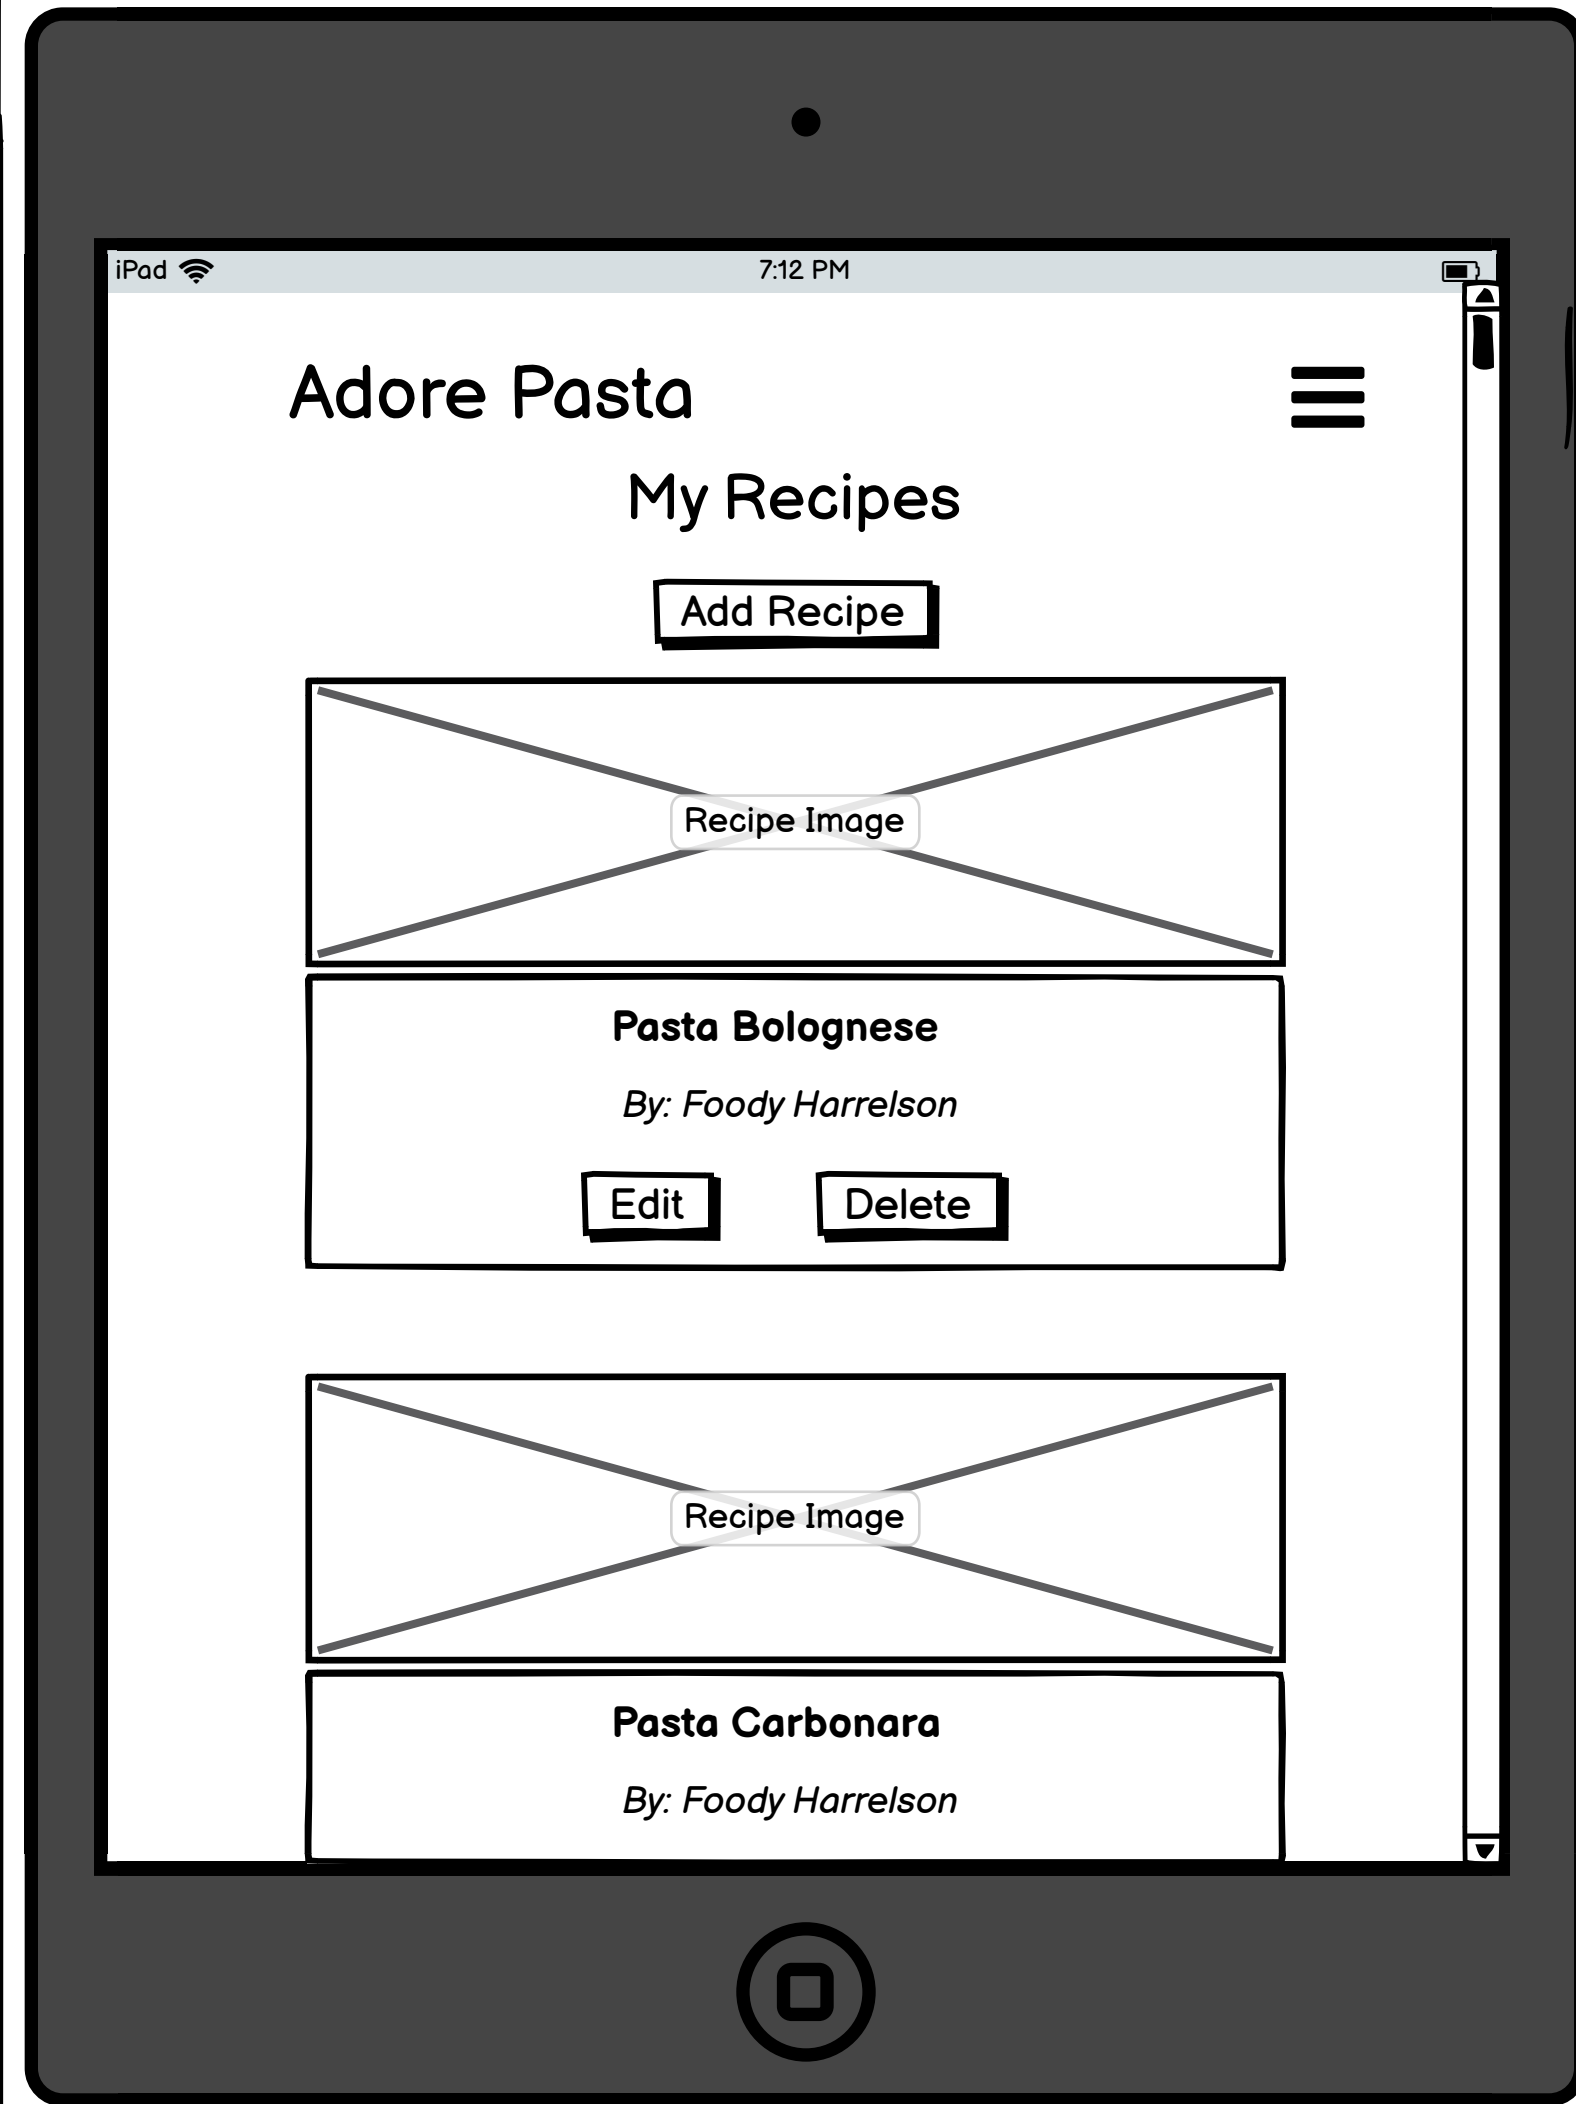 iPad 7:12 PM
Adore Pasta
My Recipes
Add Recipe
Recipe Image
Pasta Bolognese
By: Foody Harrelson
Edit Delete
Recipe Image
Pasta Carbonara
By: Foody Harrelson